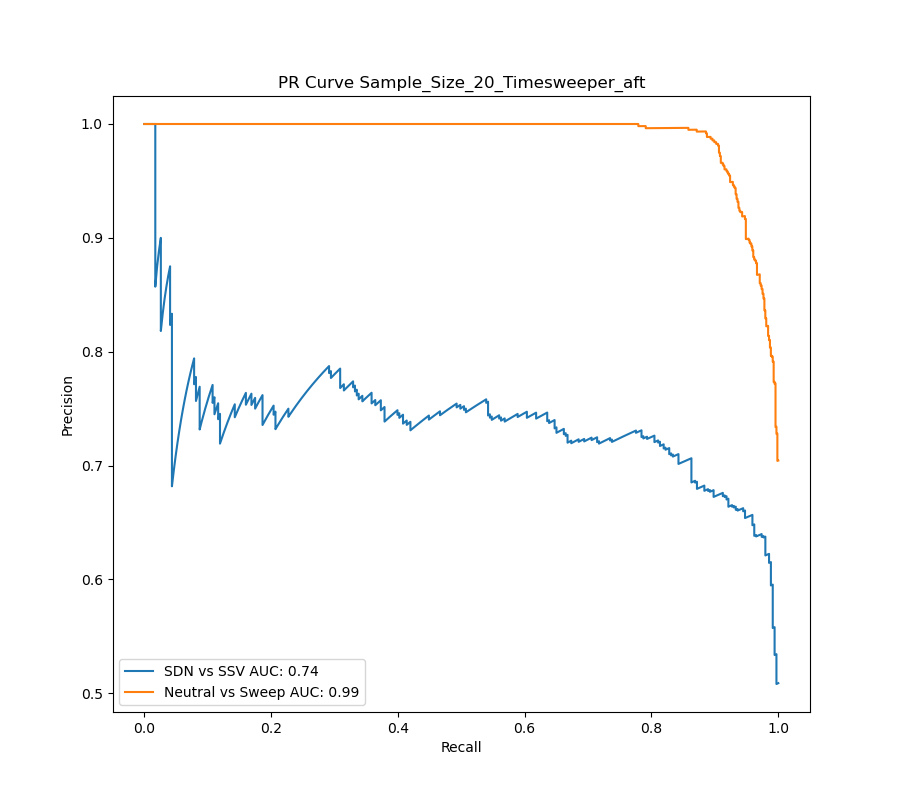 PR Curve Sample_Size_20_Timesweeper_aft
1.0
0.9
0.8
0.7
0.6
0.5
Precision
SDN vs SSV AUC: 0.74
Neutral vs Sweep AUC: 0.99
0.0 0.2 0.4 0.6 0.8 1.0
Recall